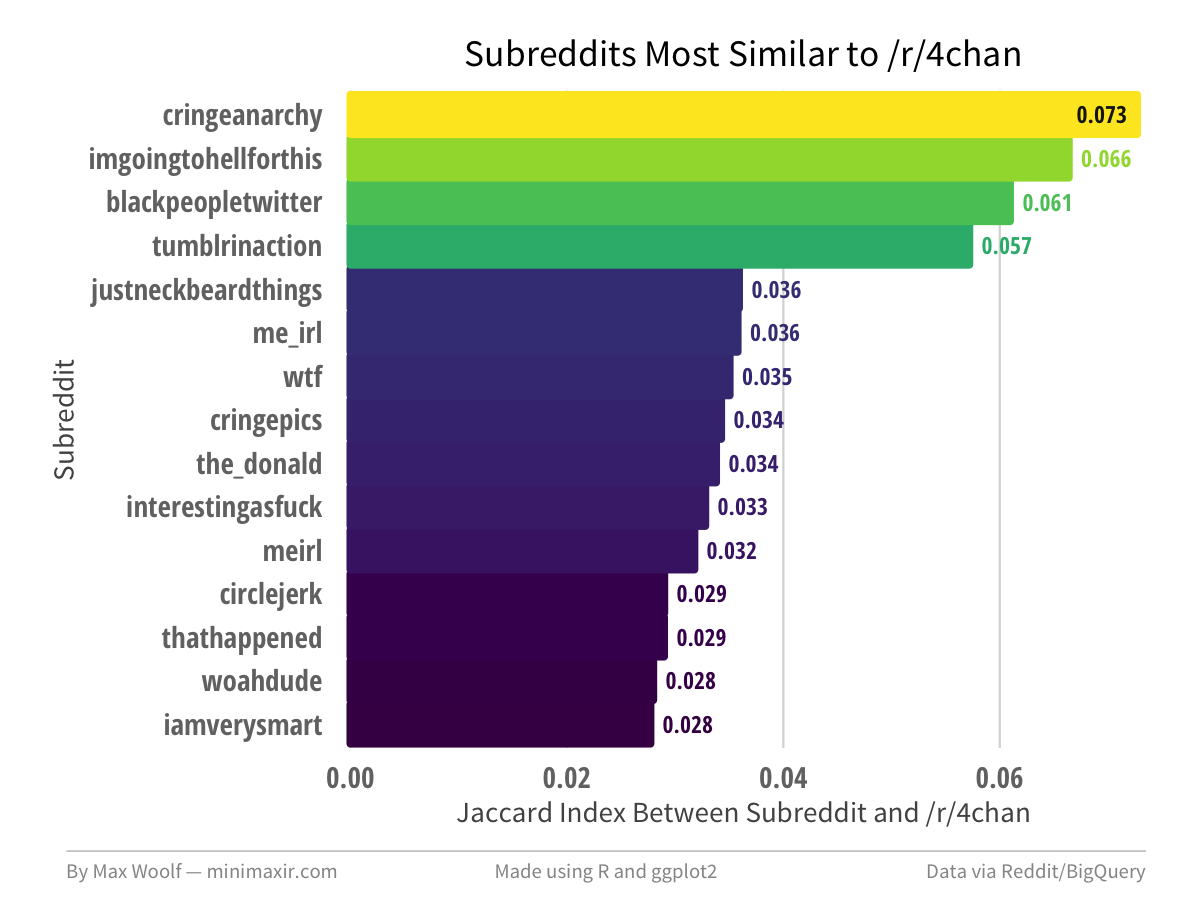 Subreddits Most Similar to /r/4chan
cringeanarchy 0.073
imgoingtohellforthis 0.066
blackpeopletwitter 0.061
tumblrinaction 0.057
justneckbeardthings 0.036
me_irl 0.036
wtf 0.035
cringepics 0.034
the_donald 0.034
interestingasfuck 0.033
meirl 0.032
circlejerk 0.029
thathappened 0.029
woahdude 0.028
iamverysmart 0.028
Subreddit
0.00 0.02 0.04 0.06
Jaccard Index Between Subreddit and /r/4chan
By Max Woolf — minimaxir.com Made using R and ggplot2 Data via Reddit/BigQuery